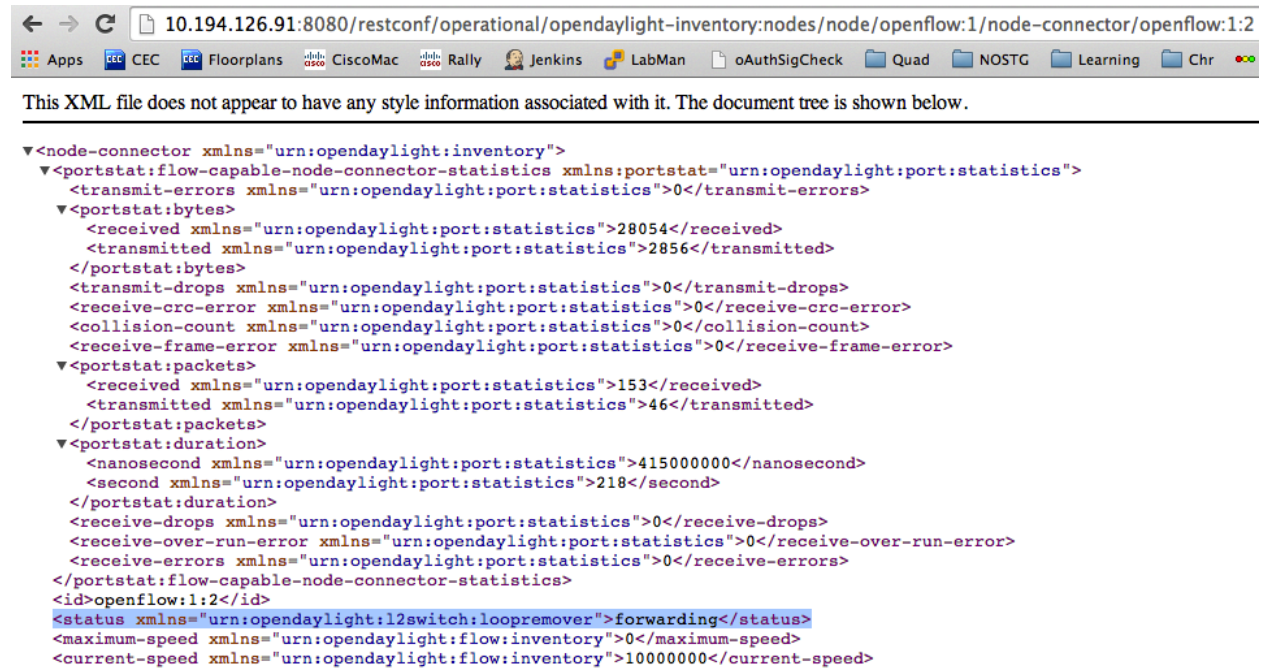 10.194.126.91:8080/restconf/operational/opendaylight-inventory:nodes/node/openflow:1/node-connector/openflow:1:2
Apps CEC CEC CEC Floorplans cisco CiscoMac cisco Rally Jenkins LabMan oAuthSigCheck Quad NOSTG Learning Chr
This XML file does not appear to have any style information associated with it. The document tree is shown below.
▼<node-connector xmlns="urn:opendaylight:inventory">
▼<portstat:flow-capable-node-connector-statistics xmlns:portstat="urn:opendaylight:port:statistics">
<transmit-errors xmlns="urn:opendaylight:port:statistics">0</transmit-errors>
▼<portstat:bytes>
<received xmlns="urn:opendaylight:port:statistics">28054</received>
<transmitted xmlns="urn:opendaylight:port:statistics">2856</transmitted>
</portstat:bytes>
<transmit-drops xmlns="urn:opendaylight:port:statistics">0</transmit-drops>
<receive-crc-error xmlns="urn:opendaylight:port:statistics">0</receive-crc-error>
<collision-count xmlns="urn:opendaylight:port:statistics">0</collision-count>
<receive-frame-error xmlns="urn:opendaylight:port:statistics">0</receive-frame-error>
▼<portstat:packets>
<received xmlns="urn:opendaylight:port:statistics">153</received>
<transmitted xmlns="urn:opendaylight:port:statistics">46</transmitted>
</portstat:packets>
▼<portstat:duration>
<nanosecond xmlns="urn:opendaylight:port:statistics">415000000</nanosecond>
<second xmlns="urn:opendaylight:port:statistics">218</second>
</portstat:duration>
<receive-drops xmlns="urn:opendaylight:port:statistics">0</receive-drops>
<receive-over-run-error xmlns="urn:opendaylight:port:statistics">0</receive-over-run-error>
<receive-errors xmlns="urn:opendaylight:port:statistics">0</receive-errors>
</portstat:flow-capable-node-connector-statistics>
<id>openflow:1:2</id>
<status xmlns="urn:opendaylight:l2switch:loopremover">forwarding</status>
<maximum-speed xmlns="urn:opendaylight:flow:inventory">0</maximum-speed>
<current-speed xmlns="urn:opendaylight:flow:inventory">10000000</current-speed>